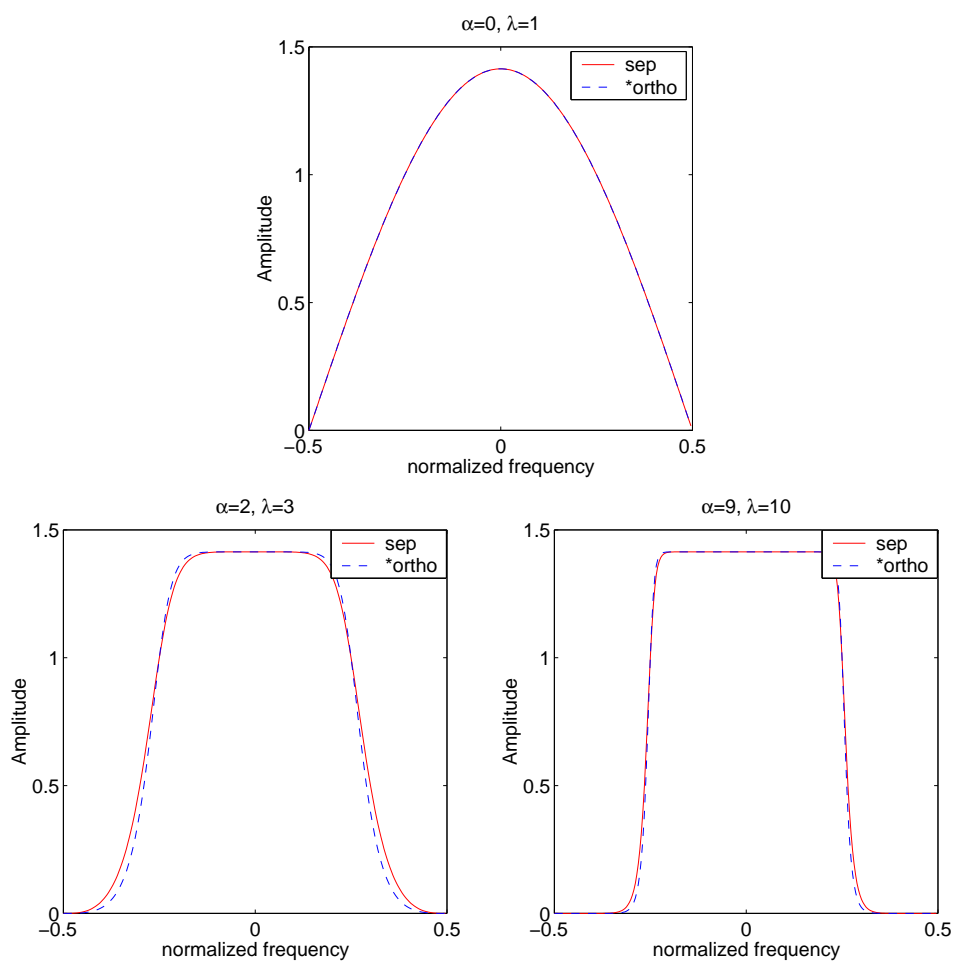 α=0, λ=1
1.5
1
0.5
0
Amplitude
sep
*ortho
−0.5
0
0.5
normalized frequency
α=2, λ=3
1.5
1
0.5
0
Amplitude
sep
*ortho
−0.5
0
0.5
normalized frequency
α=9, λ=10
1.5
1
0.5
0
Amplitude
sep
*ortho
−0.5
0
0.5
normalized frequency